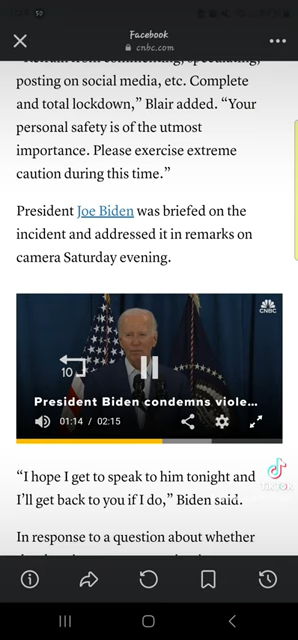 50
Facebook
cnbc.com
posting on social media, etc. Complete
and total lockdown,” Blair added. “Your
personal safety is of the utmost
importance. Please exercise extreme
caution during this time.”
President Joe Biden was briefed on the
incident and addressed it in remarks on
camera Saturday evening.
CNBC
10
President Biden condemns viole...
01:14 / 02:15
“I hope I get to speak to him tonight and
I’ll get back to you if I do,” Biden said.
In response to a question about whether